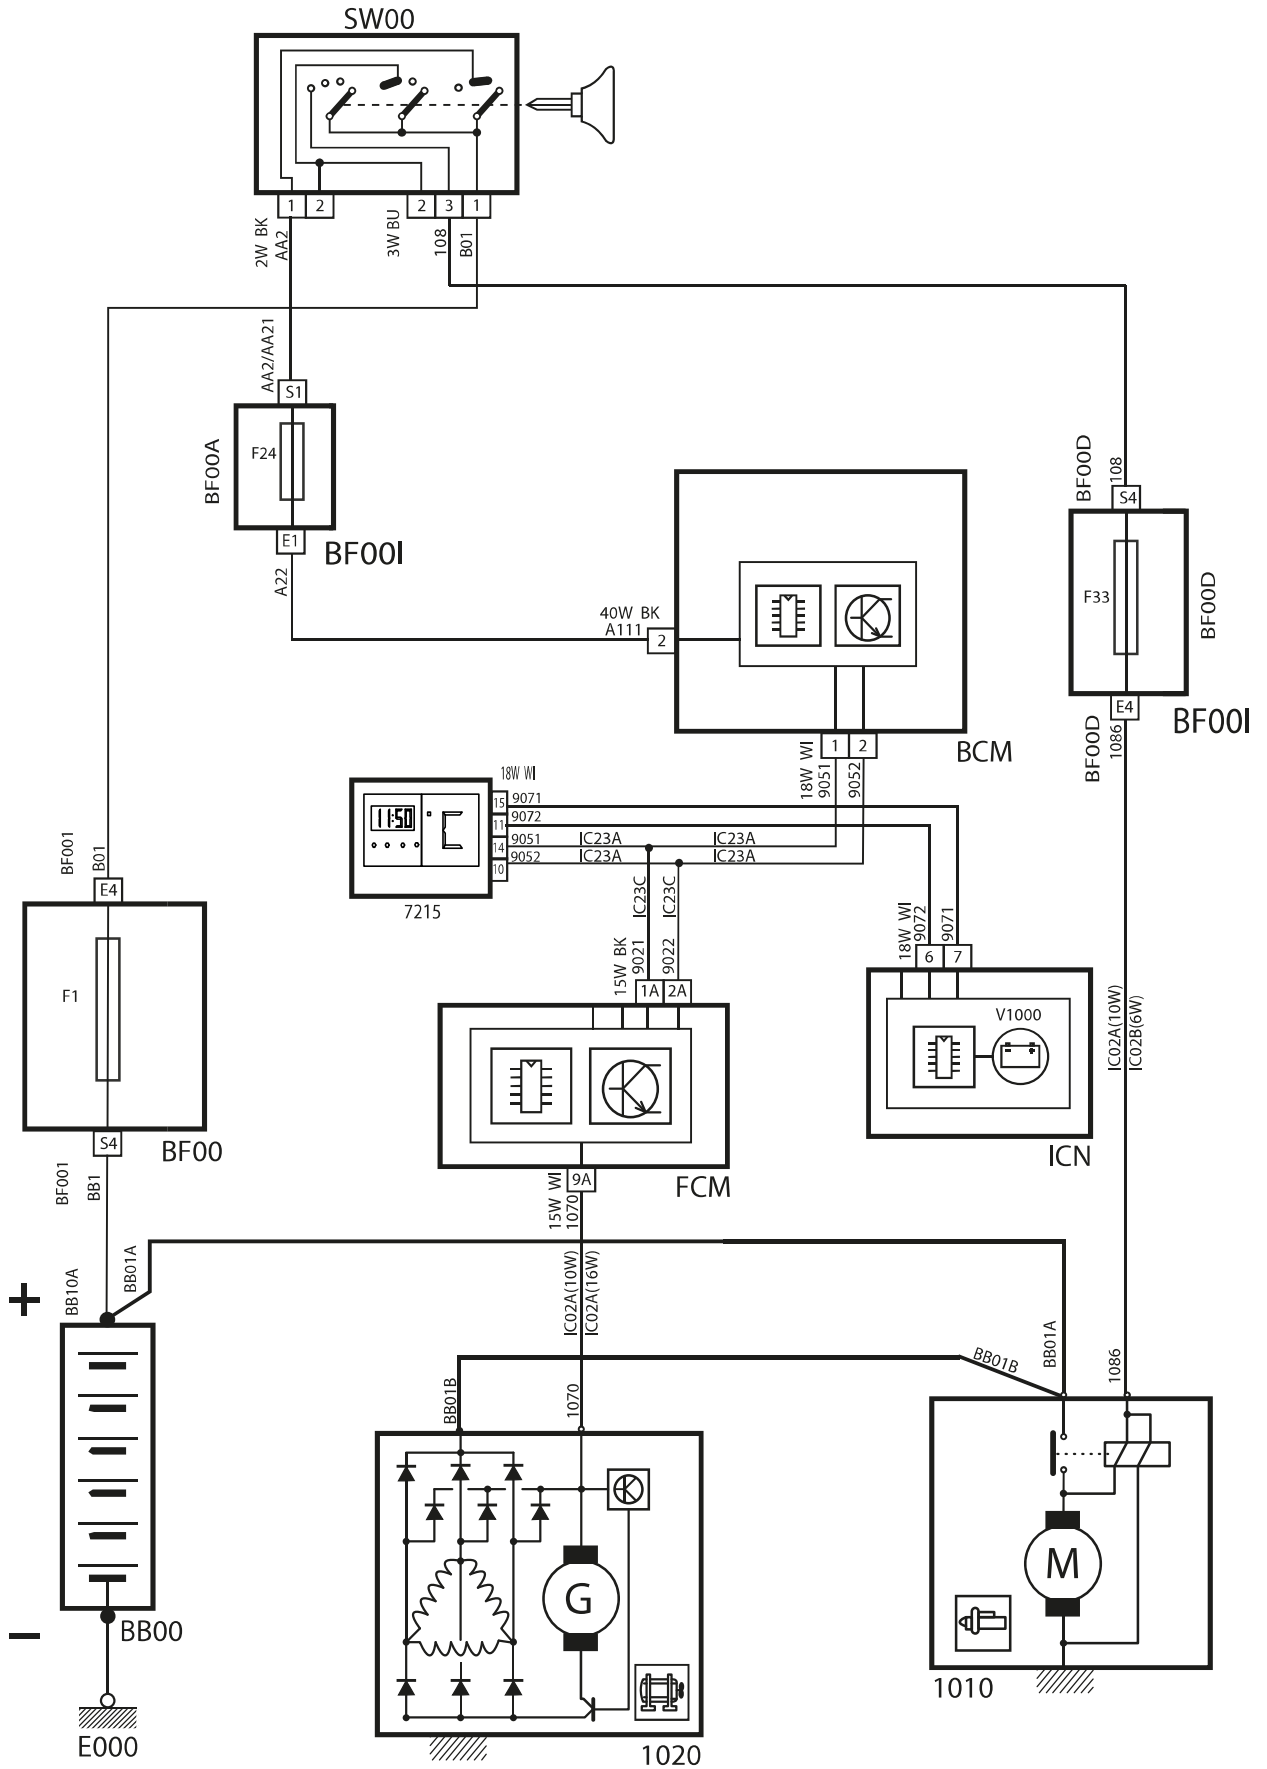 SW00
1
2
2
3
1
2W BK
AA2
3W BU
108
B01
AA2/AA21
S1
F24
BF00A
E1
BF00I
A22
40W BK
A111
2
BCM
1
2
18W WI
9051
9052
BF00D
108
S4
F33
BF00D
E4
BF00I
BF00D
1086
18W WI
11:50
15
9071
11
9072
14
9051
IC23A
IC23A
10
9052
IC23A
IC23A
7215
IC23C
IC23C
15W BK
9021
9022
1A
2A
FCM
9A
15W WI
1070
18W WI
9072
9071
6
7
V1000
ICN
IC02A(10W)
IC02B(6W)
BF001
B01
E4
F1
S4
BF00
BF001
BB1
BB10A
BB01A
+
−
BB00
E000
IC02A(10W)
IC02A(16W)
BB01B
1070
G
1020
BB01B
BB01A
1086
M
1010